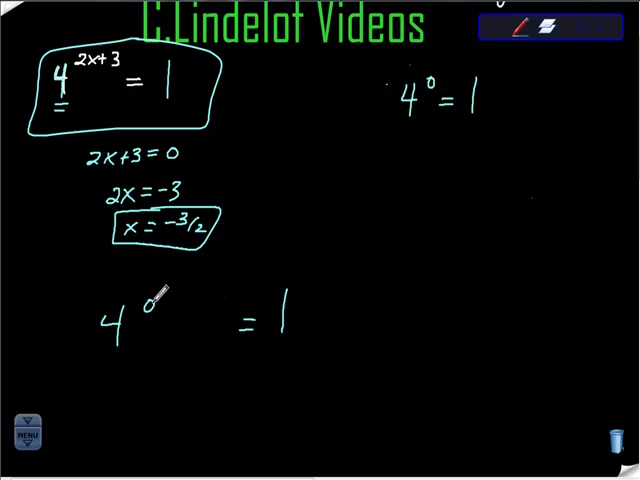 C.Lindelot Videos
4^{2x+3} = 1
4^0 = 1
2x+3 = 0
2x = -3
x = -3/2
4^0 = 1
MENU